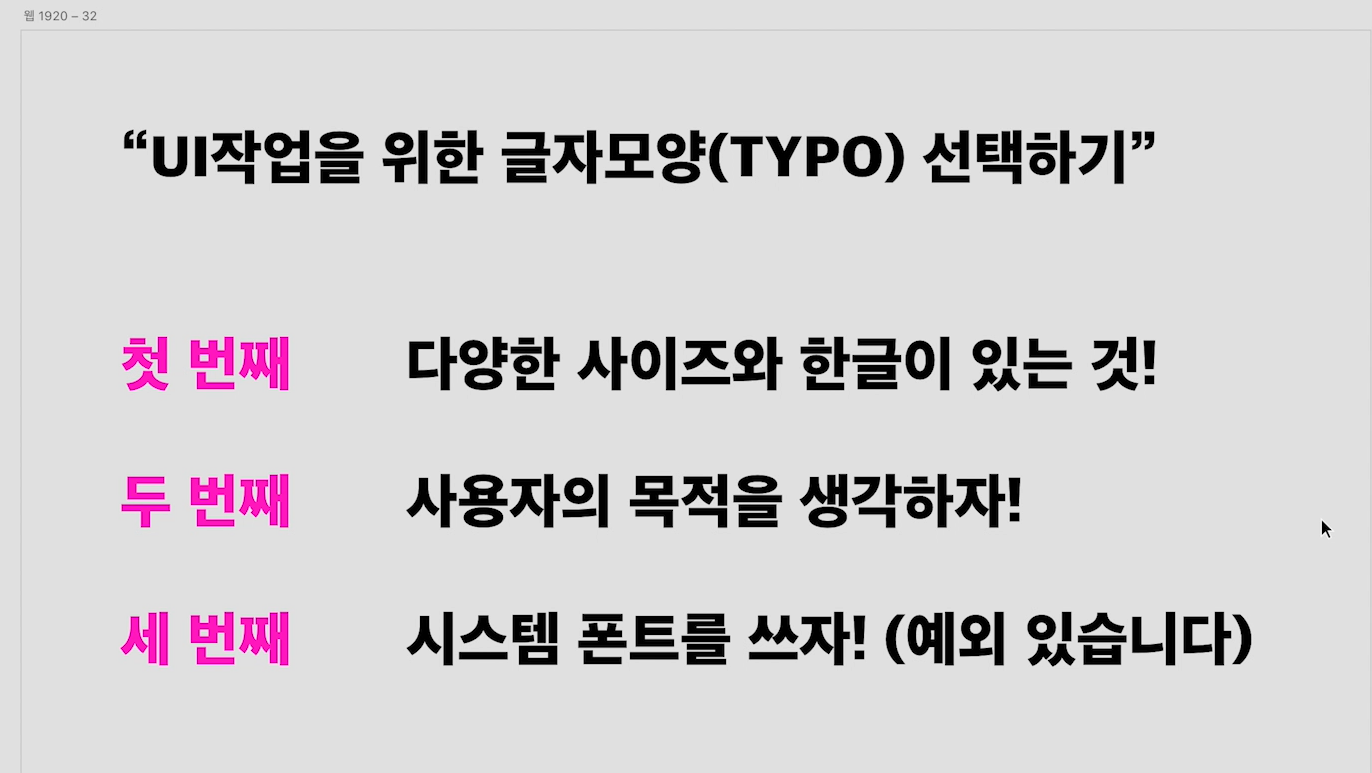 웹 1920 – 32
“UI작업을 위한 글자모양(TYPO) 선택하기”
첫 번째 다양한 사이즈와 한글이 있는 것!
두 번째 사용자의 목적을 생각하자!
세 번째 시스템 폰트를 쓰자! (예외 있습니다)